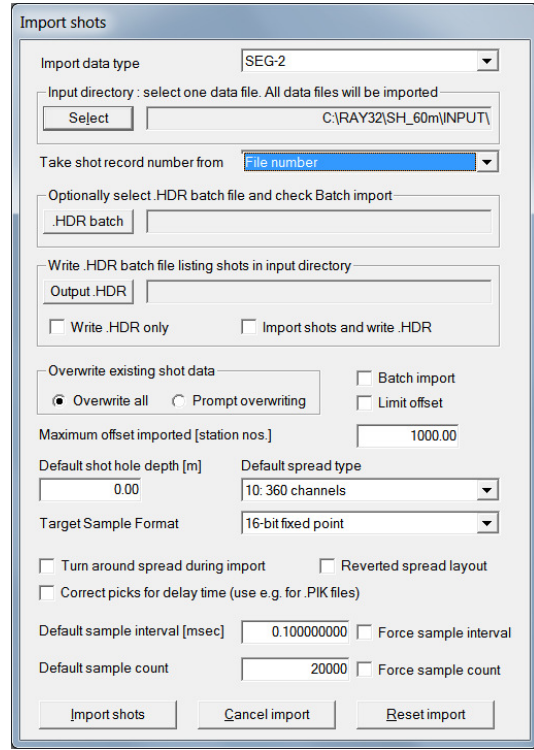 Import shots
Import data type SEG-2
Input directory : select one data file. All data files will be imported
Select C:\RAY32\SH_60m\INPUT\
Take shot record number from File number
Optionally select .HDR batch file and check Batch import
.HDR batch
Write .HDR batch file listing shots in input directory
Output .HDR
Write .HDR only Import shots and write .HDR
Overwrite existing shot data
Batch import
Overwrite all Prompt overwriting
Limit offset
Maximum offset imported [station nos.] 1000.00
Default shot hole depth [m] Default spread type
0.00 10: 360 channels
Target Sample Format 16-bit fixed point
Turn around spread during import Reverted spread layout
Correct picks for delay time (use e.g. for .PIK files)
Default sample interval [msec] 0.100000000 Force sample interval
Default sample count 20000 Force sample count
Import shots Cancel import Reset import